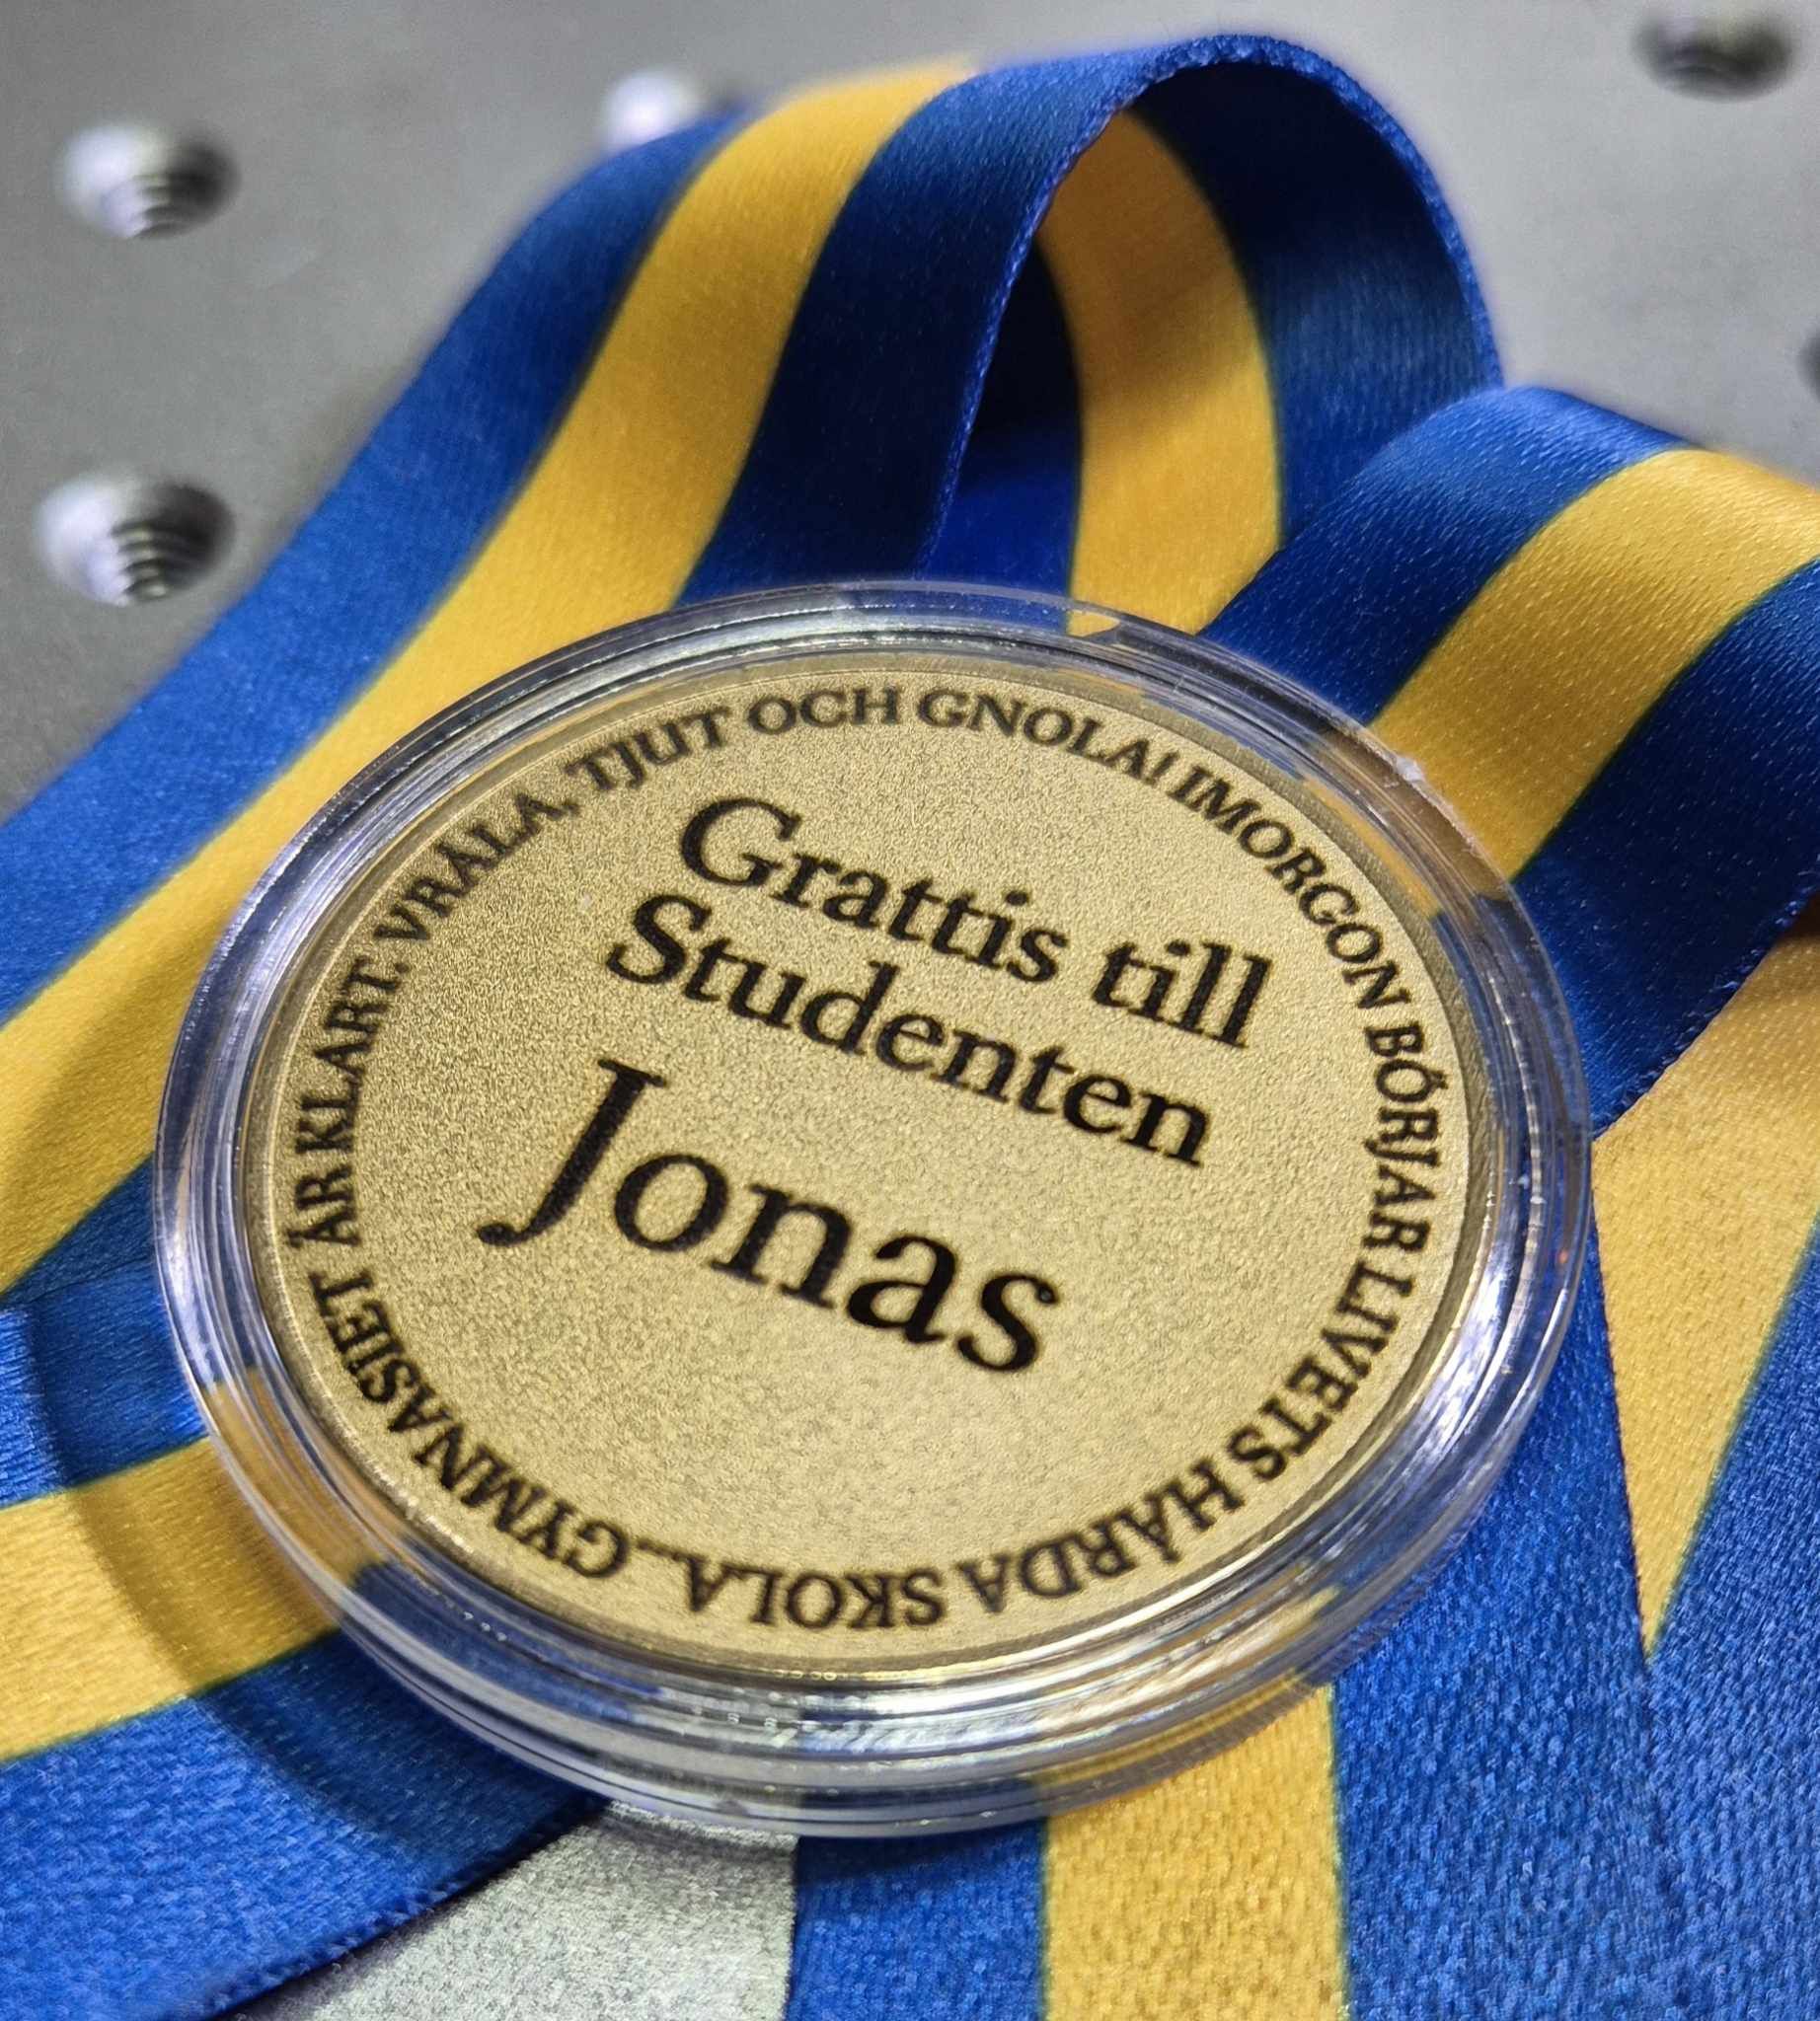 GYMNASIET ÄR KLART. VRÅLA, TJUT OCH GNOLA! IMORGON BÖRJAR LIVETS HÅRDA SKOLA...
Grattis till
Studenten
Jonas